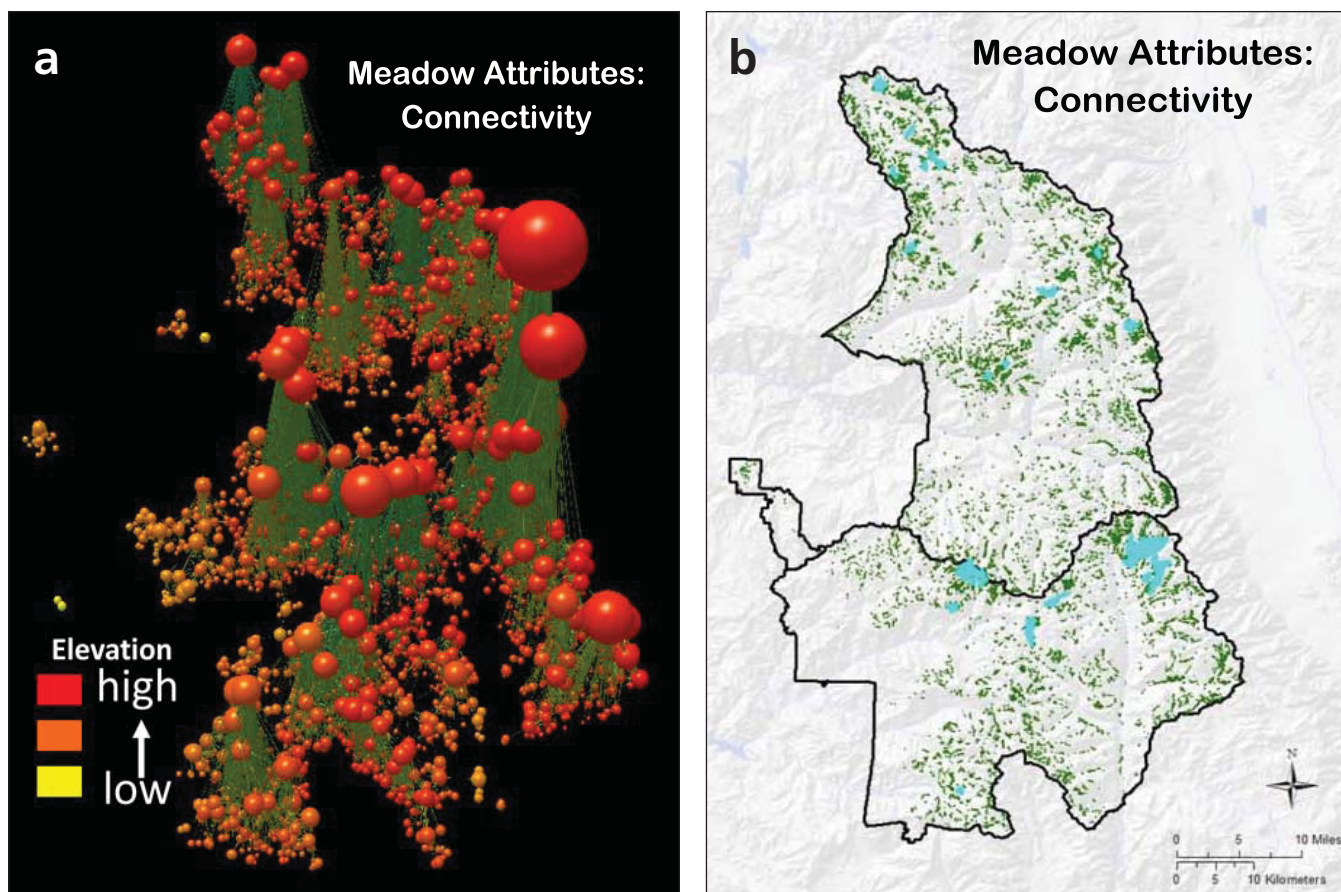 a
Meadow Attributes:
Connectivity
Elevation
high
low
b
Meadow Attributes:
Connectivity
N
0 5 10 Miles
0 5 10 Kilometers